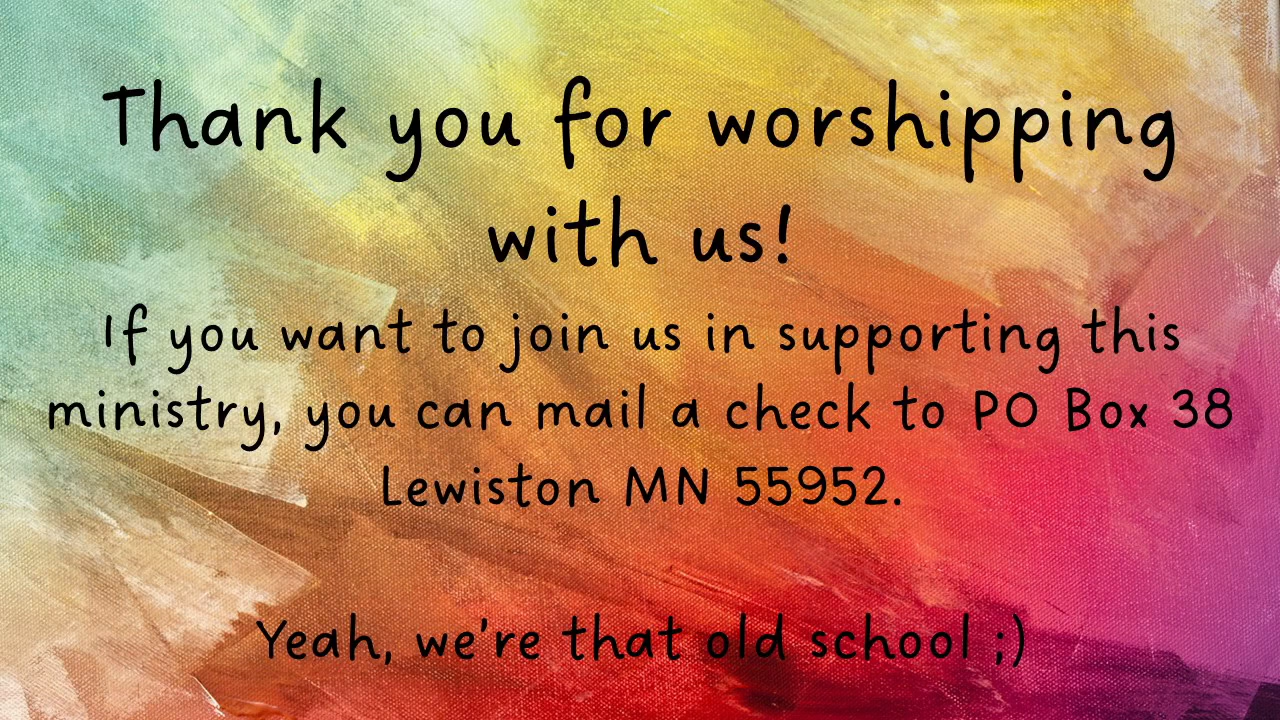 Thank you for worshipping
with us!
If you want to join us in supporting this
ministry, you can mail a check to PO Box 38
Lewiston MN 55952.
Yeah, we're that old school ;)